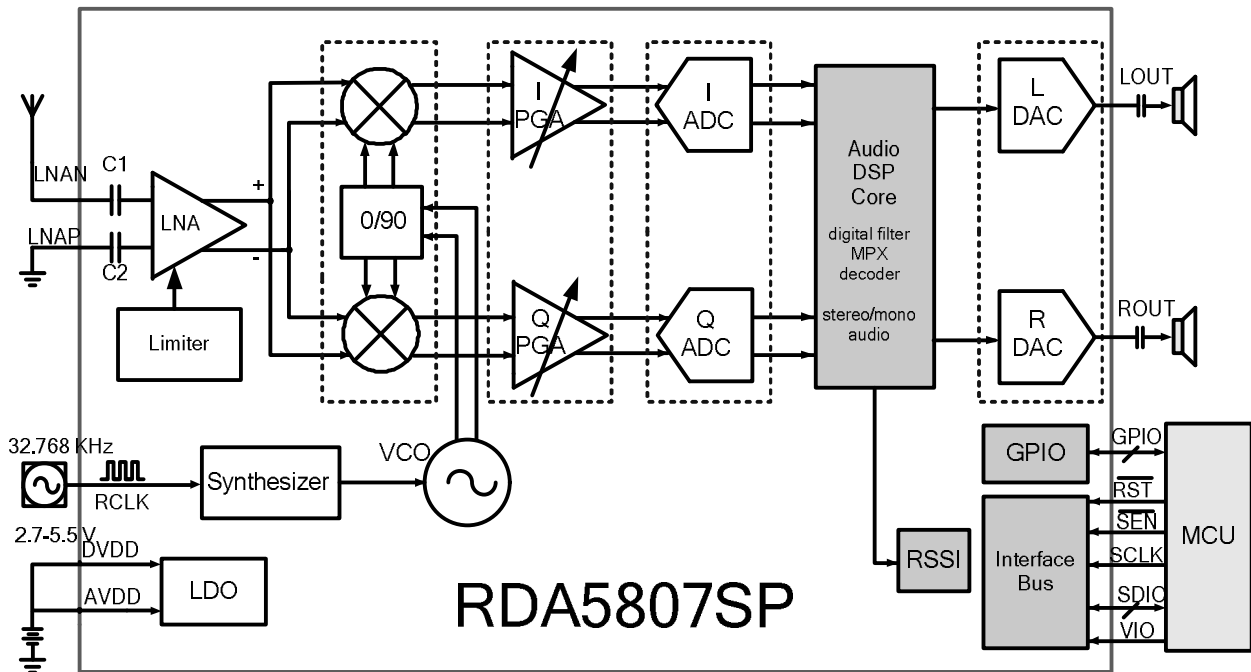 LNAN
C1
LNAP
C2
LNA
+
-
Limiter
0/90
I
PGA
Q
PGA
I
ADC
Q
ADC
Audio
DSP
Core
digital filter
MPX
decoder
stereo/mono
audio
L
DAC
R
DAC
LOUT
ROUT
32.768 KHz
RCLK
Synthesizer
VCO
2.7-5.5 V
DVDD
AVDD
LDO
RDA5807SP
RSSI
GPIO
Interface
Bus
GPIO
RST
SEN
SCLK
SDIO
VIO
MCU